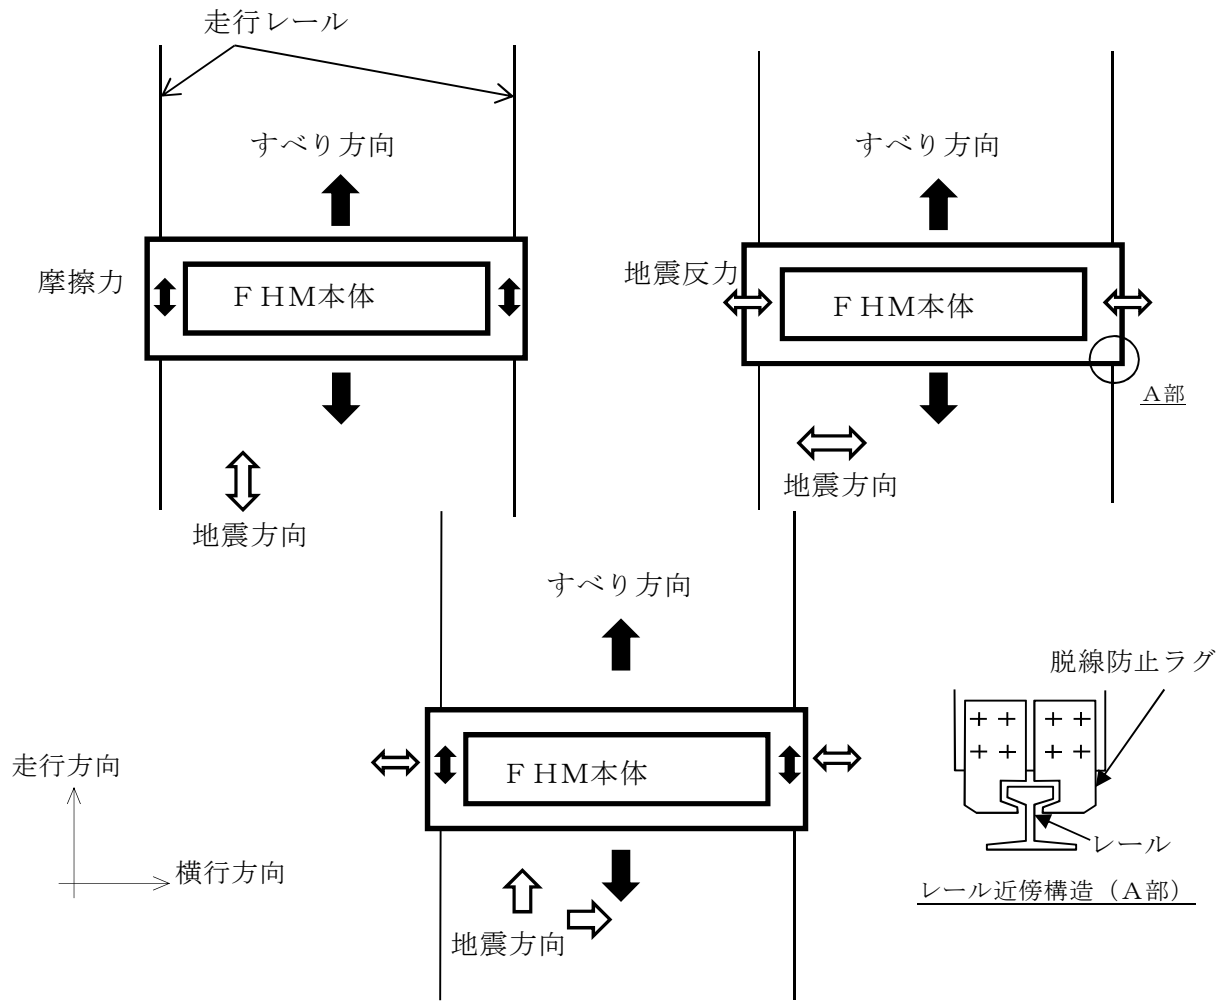 走行レール
すべり方向
摩擦力
ＦＨＭ本体
地震方向
すべり方向
地震反力
ＦＨＭ本体
Ａ部
地震方向
すべり方向
ＦＨＭ本体
地震方向
走行方向
横行方向
脱線防止ラグ
レール
レール近傍構造（Ａ部）